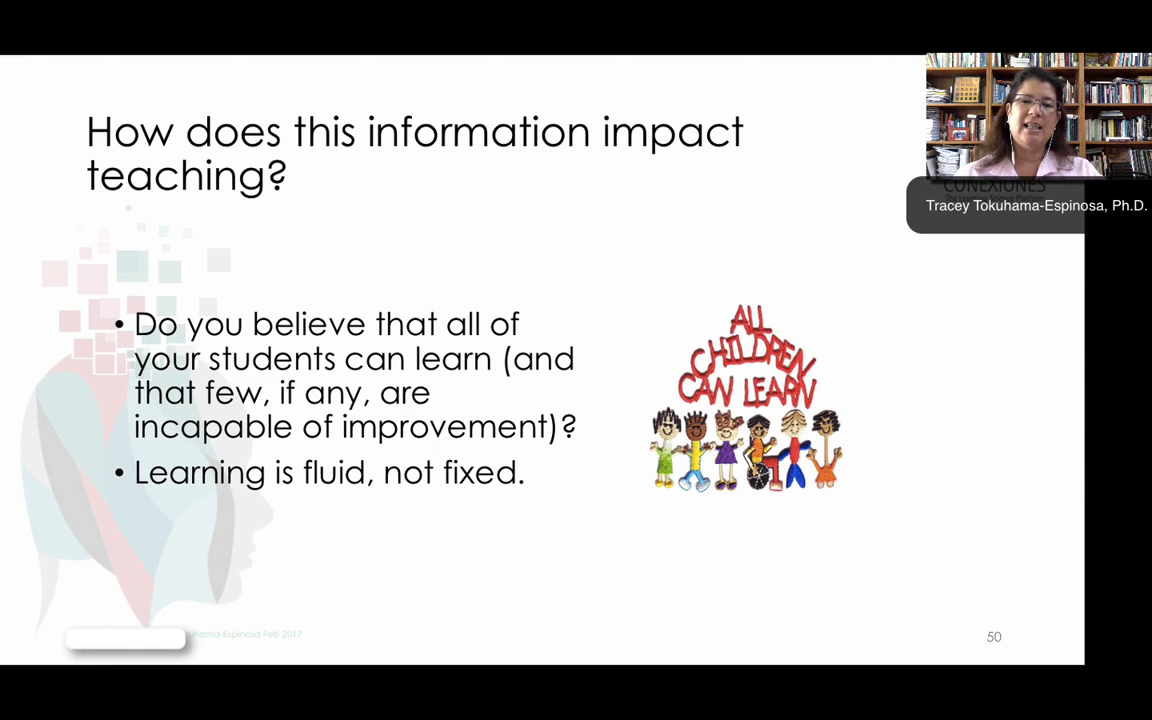 How does this information impact
teaching?
CONEXIONES
Tracey Tokuhama-Espinosa, Ph.D.
• Do you believe that all of
your students can learn (and
that few, if any, are
incapable of improvement)?
• Learning is fluid, not fixed.
ALL
CHILDREN
CAN LEARN
uhama-Espinosa Feb 2017
50